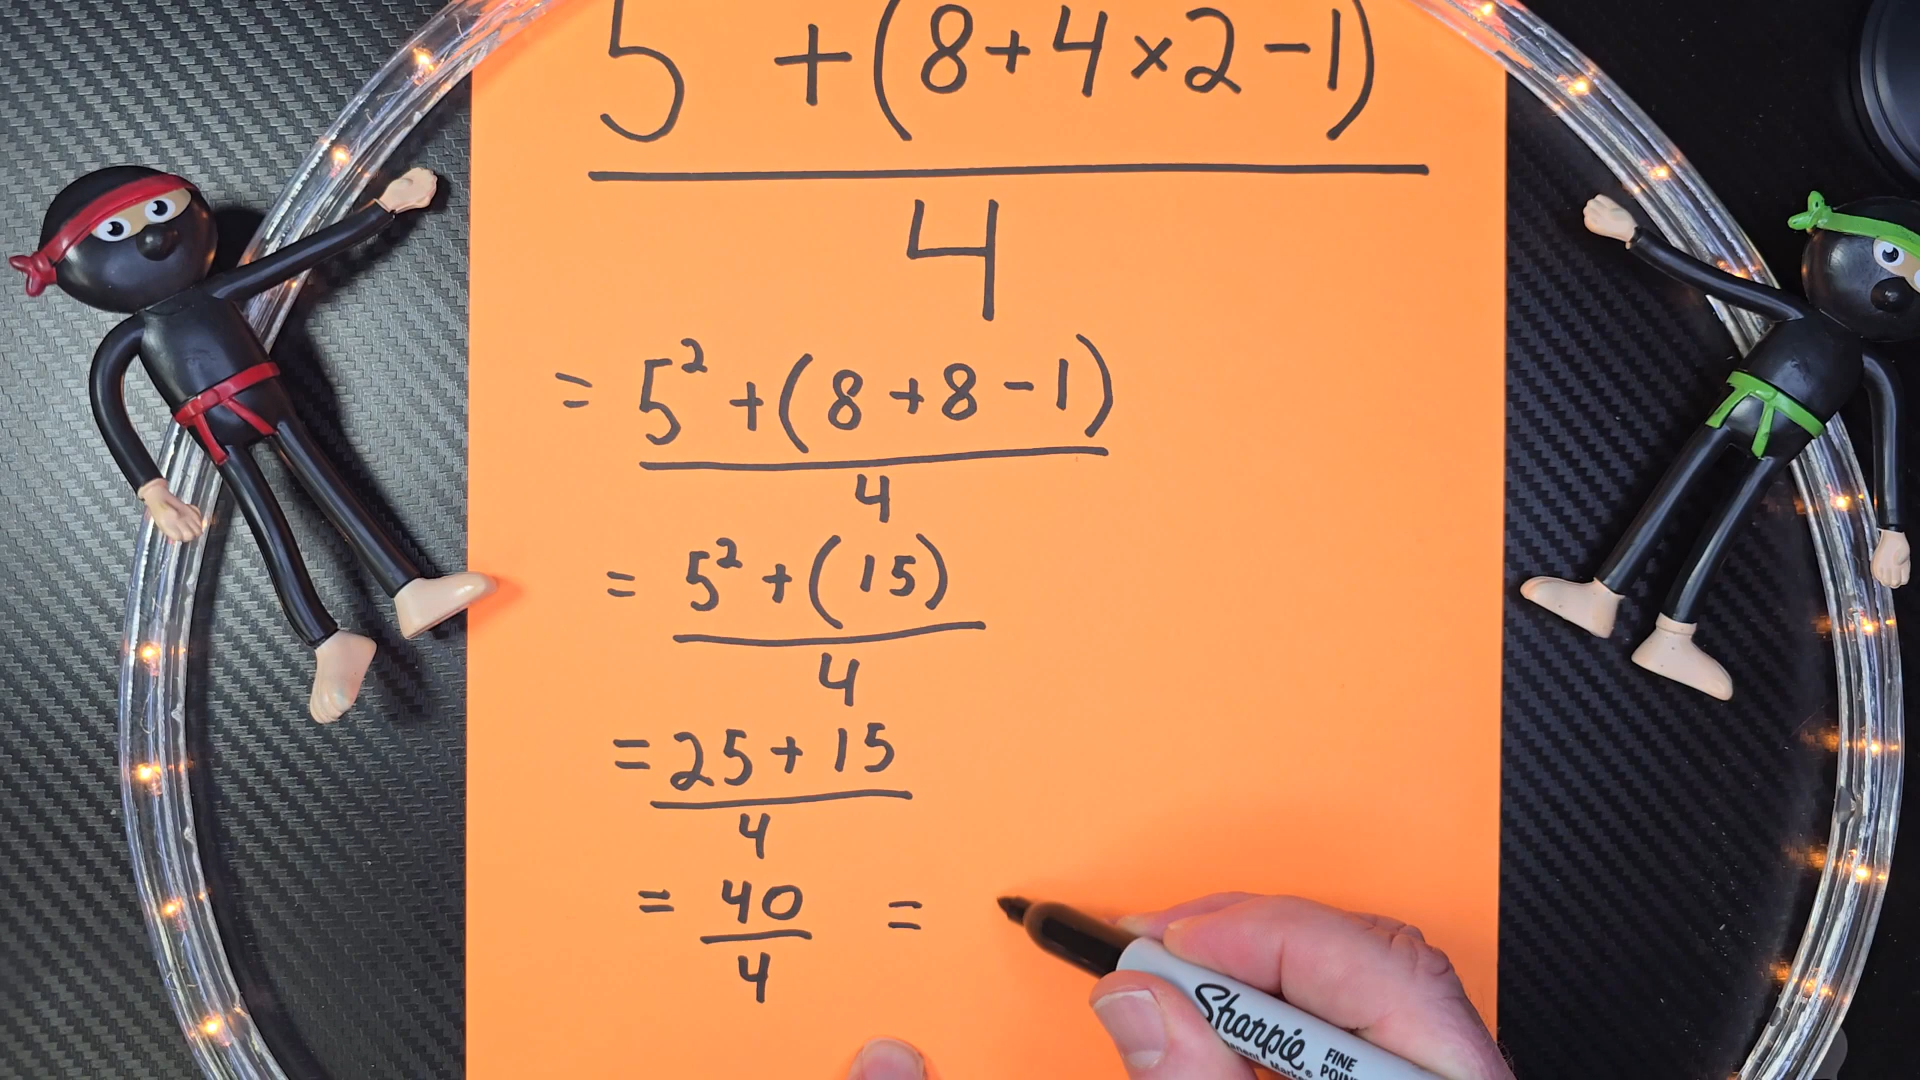 5 + (8 + 4 × 2 - 1)
4
= 5² + (8 + 8 - 1)
4
= 5² + (15)
4
= 25 + 15
4
= 40 =
4
Sharpie
FINE